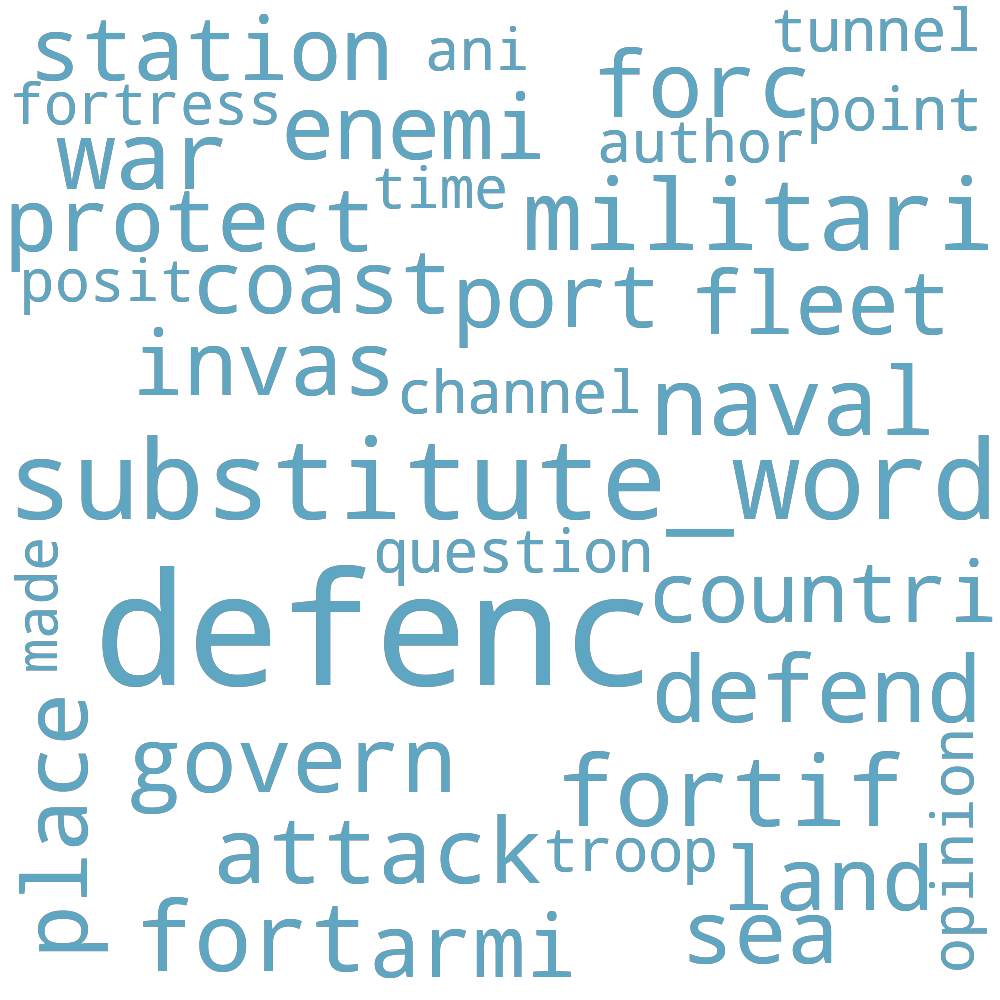 station
ani
tunnel
fortress
enemi
forc
point
war
author
time
protect
militari
posit
coast
port
fleet
invas
channel
naval
substitute_word
question
made
defenc
countri
defend
place
govern
fortif
opinion
attack
troop
land
fort
armi
sea